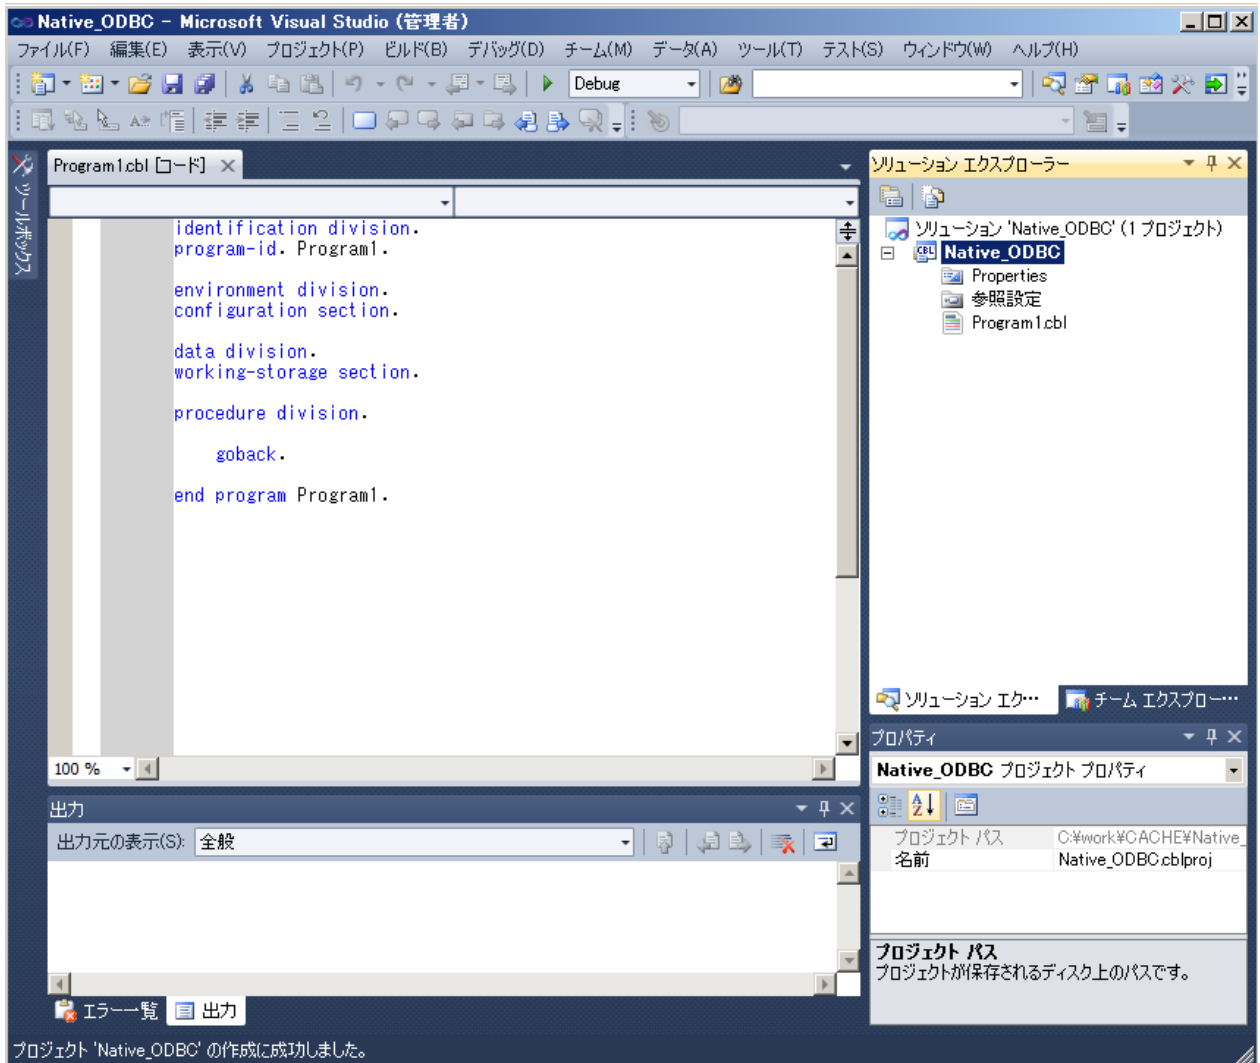 Native_ODBC - Microsoft Visual Studio (管理者)
ファイル(F) 編集(E) 表示(V) プロジェクト(P) ビルド(B) デバッグ(D) チーム(M) データ(A) ツール(T) テスト(S) ウィンドウ(W) ヘルプ(H)
Debug
ツールボックス
Program1.cbl [コード]
identification division.
program-id. Program1.
environment division.
configuration section.
data division.
working-storage section.
procedure division.
goback.
end program Program1.
100 %
出力
出力元の表示(S): 全般
エラー一覧 出力
ソリューション エクスプローラー
ソリューション 'Native_ODBC' (1 プロジェクト)
Native_ODBC
Properties
参照設定
Program1.cbl
ソリューション エク… チーム エクスプロー…
プロパティ
Native_ODBC プロジェクト プロパティ
プロジェクト パス C:¥work¥CACHE¥Native_
名前 Native_ODBC.cblproj
プロジェクト パス
プロジェクトが保存されるディスク上のパスです。
プロジェクト 'Native_ODBC' の作成に成功しました。